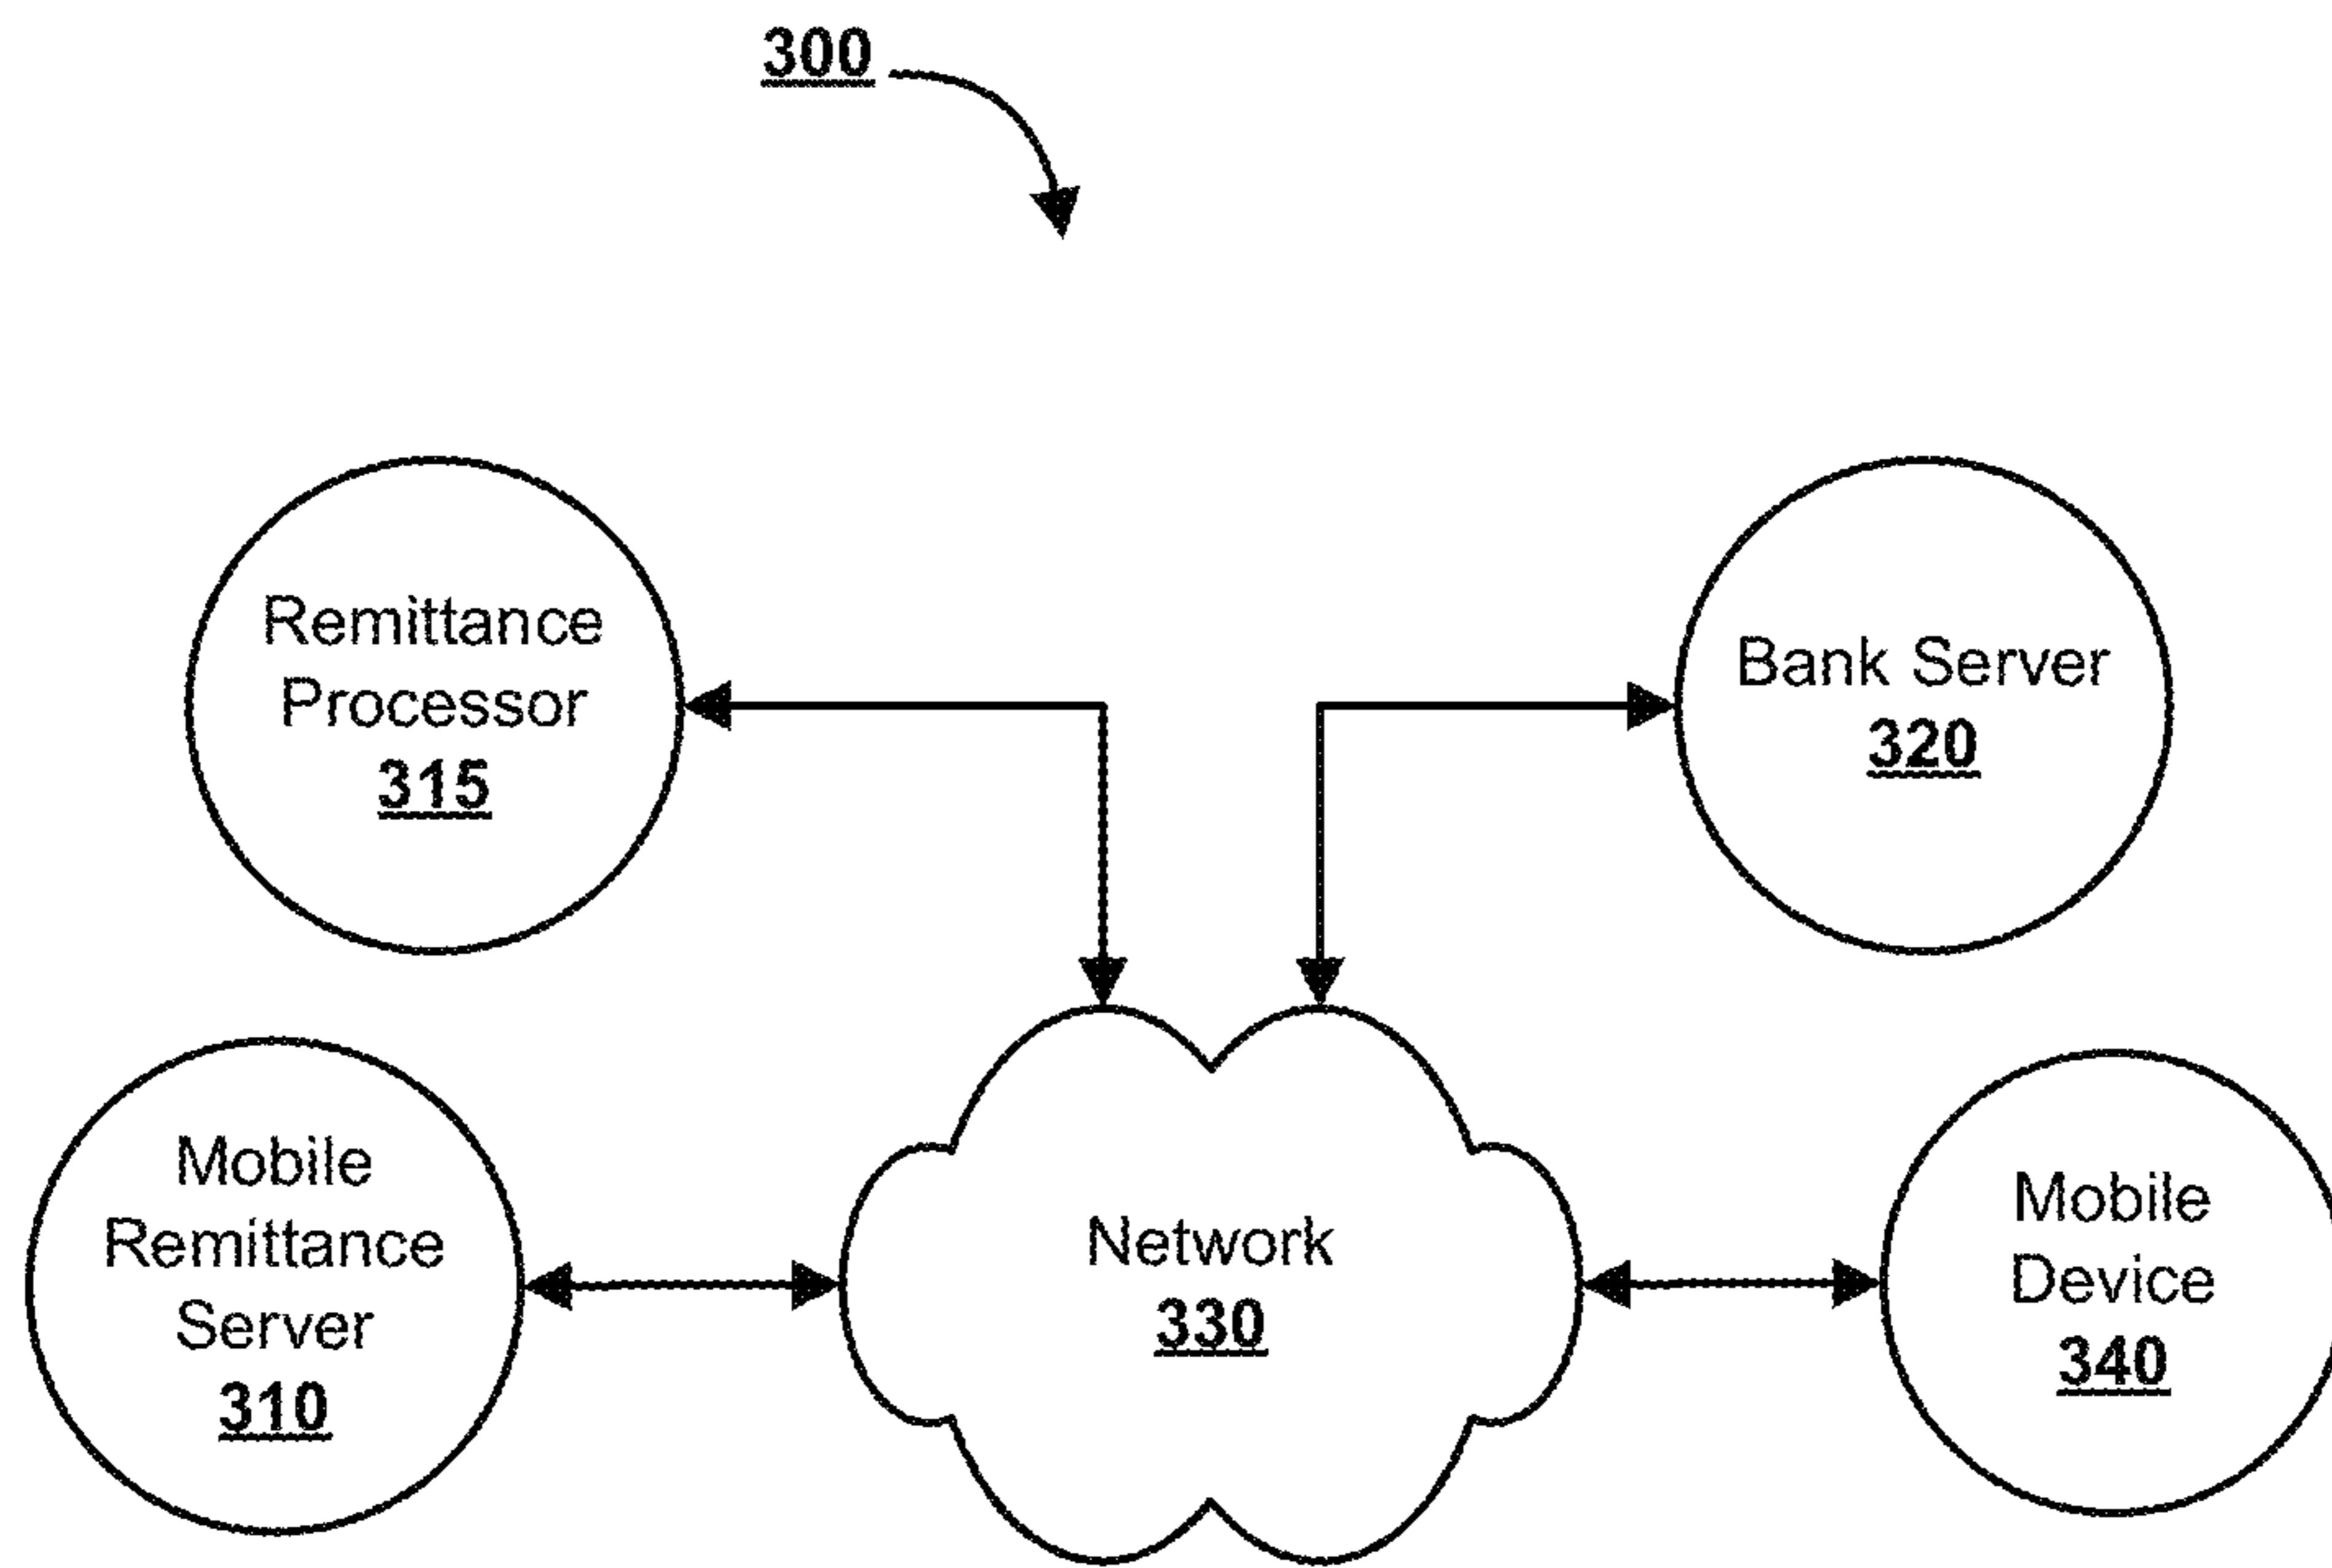 300
Remittance
Processor
315
Bank Server
320
Mobile
Remittance
Server
310
Network
330
Mobile
Device
340